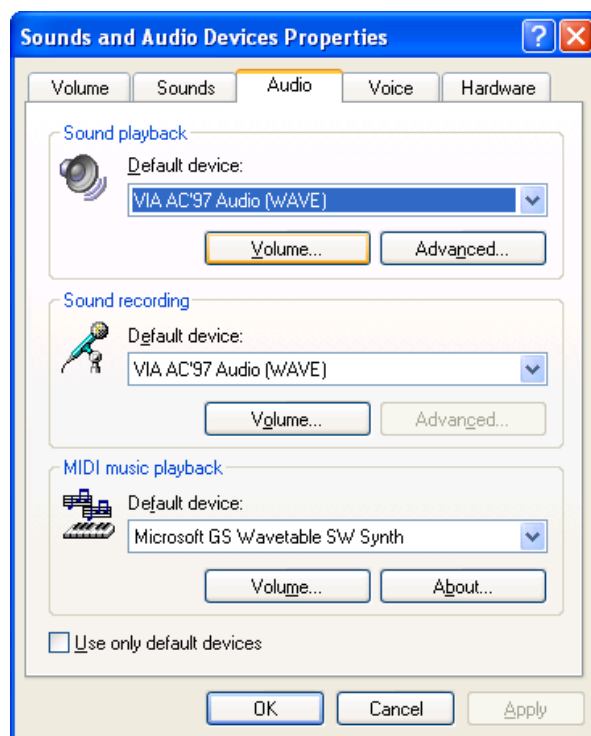 Sounds and Audio Devices Properties
Volume Sounds Audio Voice Hardware
Sound playback
Default device:
VIA AC'97 Audio (WAVE)
Volume... Advanced...
Sound recording
Default device:
VIA AC'97 Audio (WAVE)
Volume... Advanced...
MIDI music playback
Default device:
Microsoft GS Wavetable SW Synth
Volume... About...
Use only default devices
OK Cancel Apply